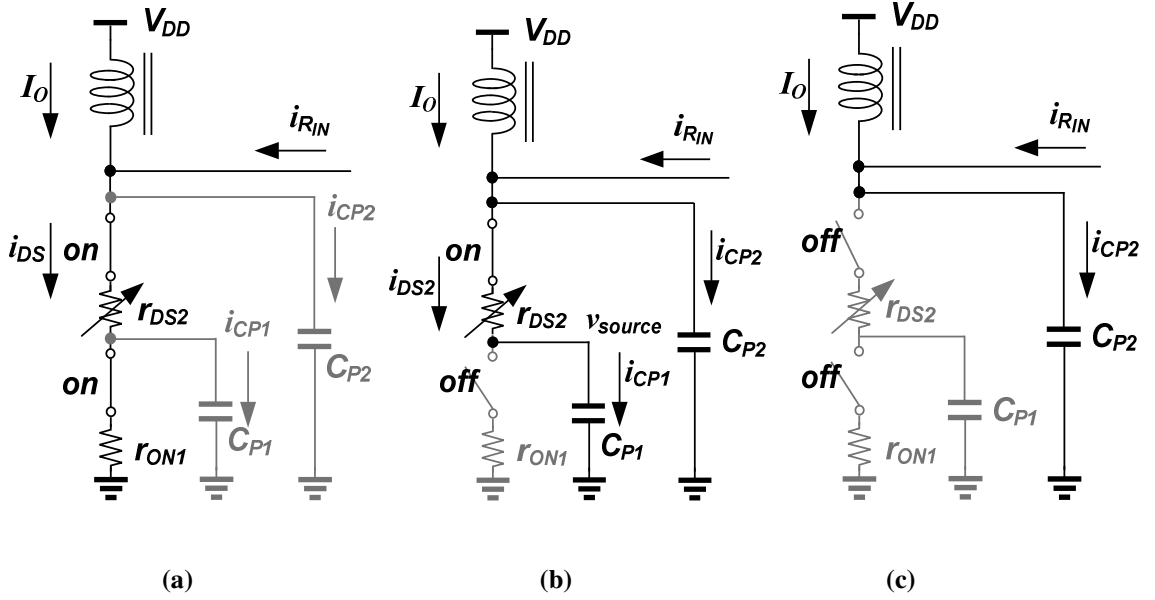 V_DD
I_O
i_R_IN
i_CP2
i_DS
on
r_DS2
i_CP1
on
C_P2
C_P1
r_ON1
(a)
V_DD
I_O
i_R_IN
on
i_CP2
i_DS2
r_DS2
v_source
C_P2
off
i_CP1
C_P1
r_ON1
(b)
V_DD
I_O
i_R_IN
off
i_CP2
r_DS2
C_P2
off
C_P1
r_ON1
(c)